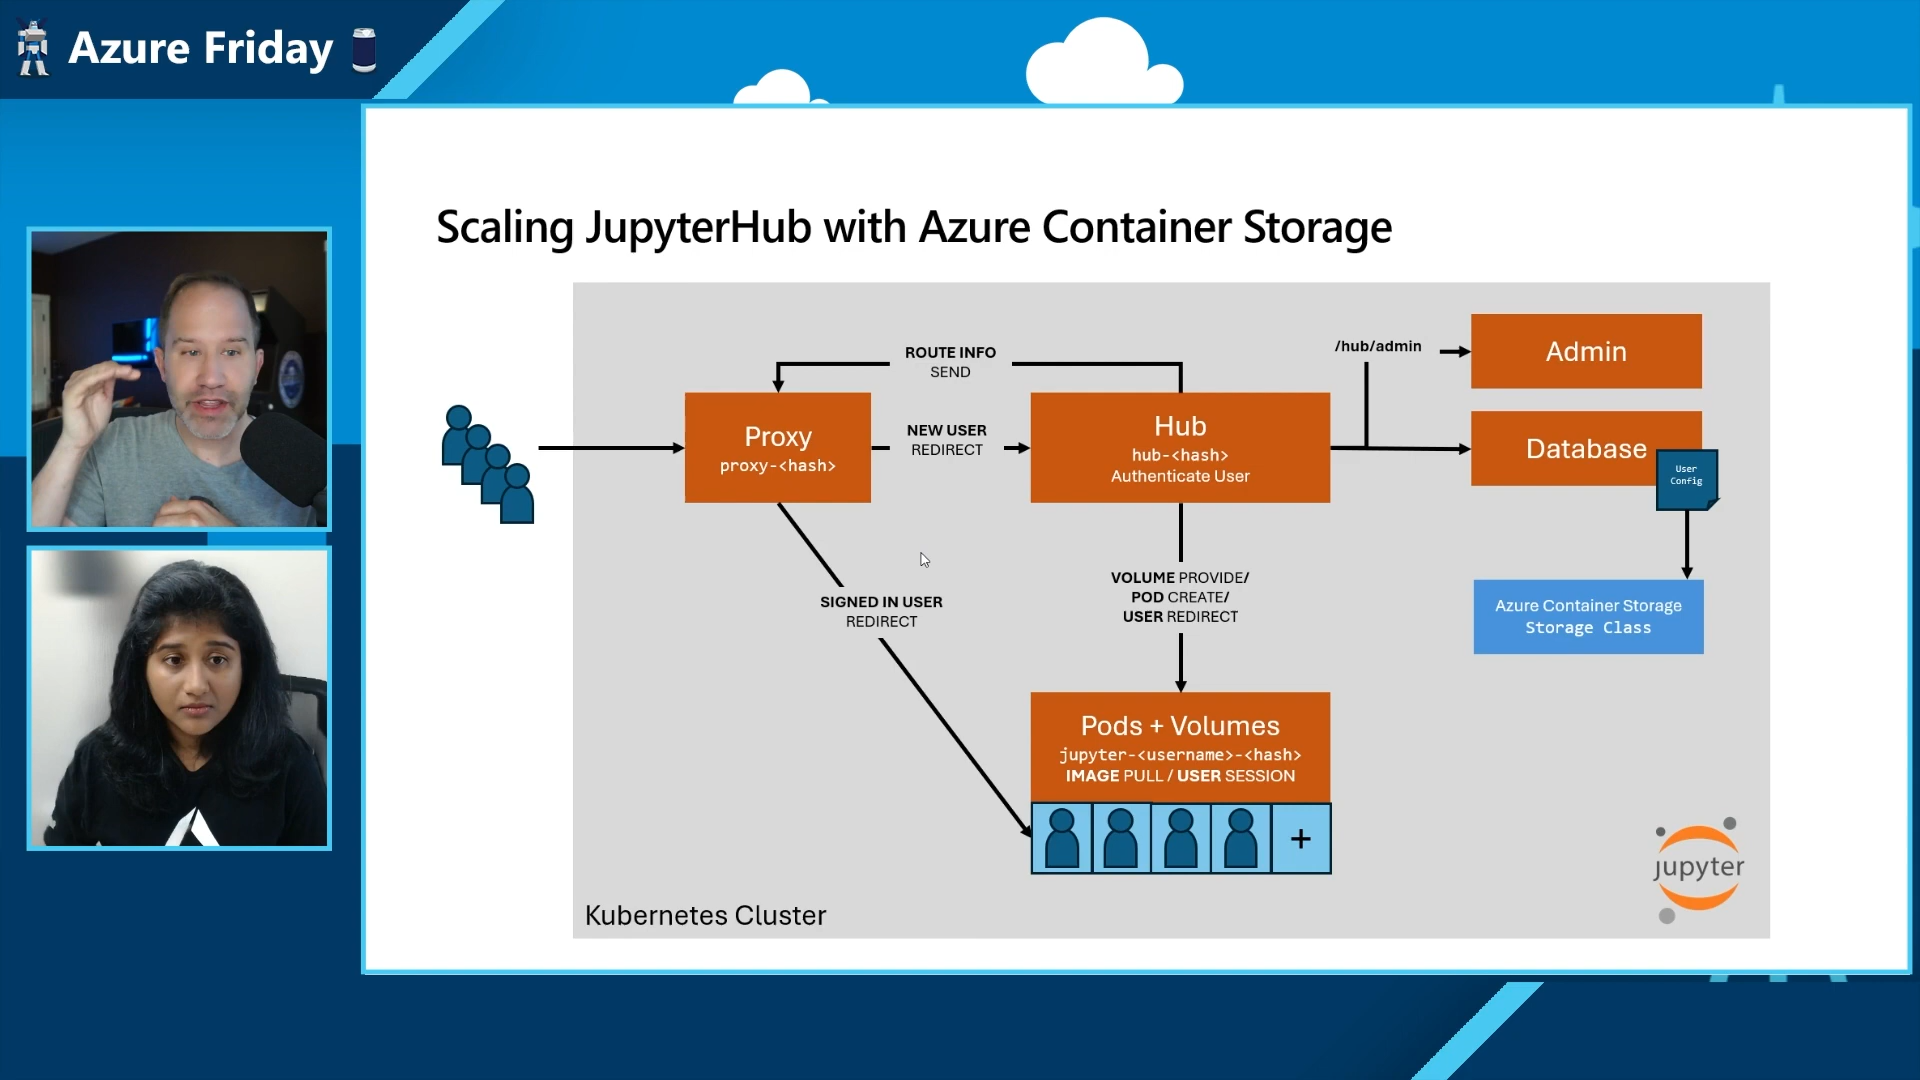 Azure Friday
Scaling JupyterHub with Azure Container Storage
ROUTE INFO
SEND
/hub/admin
Admin
Proxy
proxy-<hash>
NEW USER
REDIRECT
Hub
hub-<hash>
Authenticate User
Database
User
Config
SIGNED IN USER
REDIRECT
VOLUME PROVIDE/
POD CREATE/
USER REDIRECT
Azure Container Storage
Storage Class
Pods + Volumes
jupyter-<username>-<hash>
IMAGE PULL / USER SESSION
+
Kubernetes Cluster
jupyter